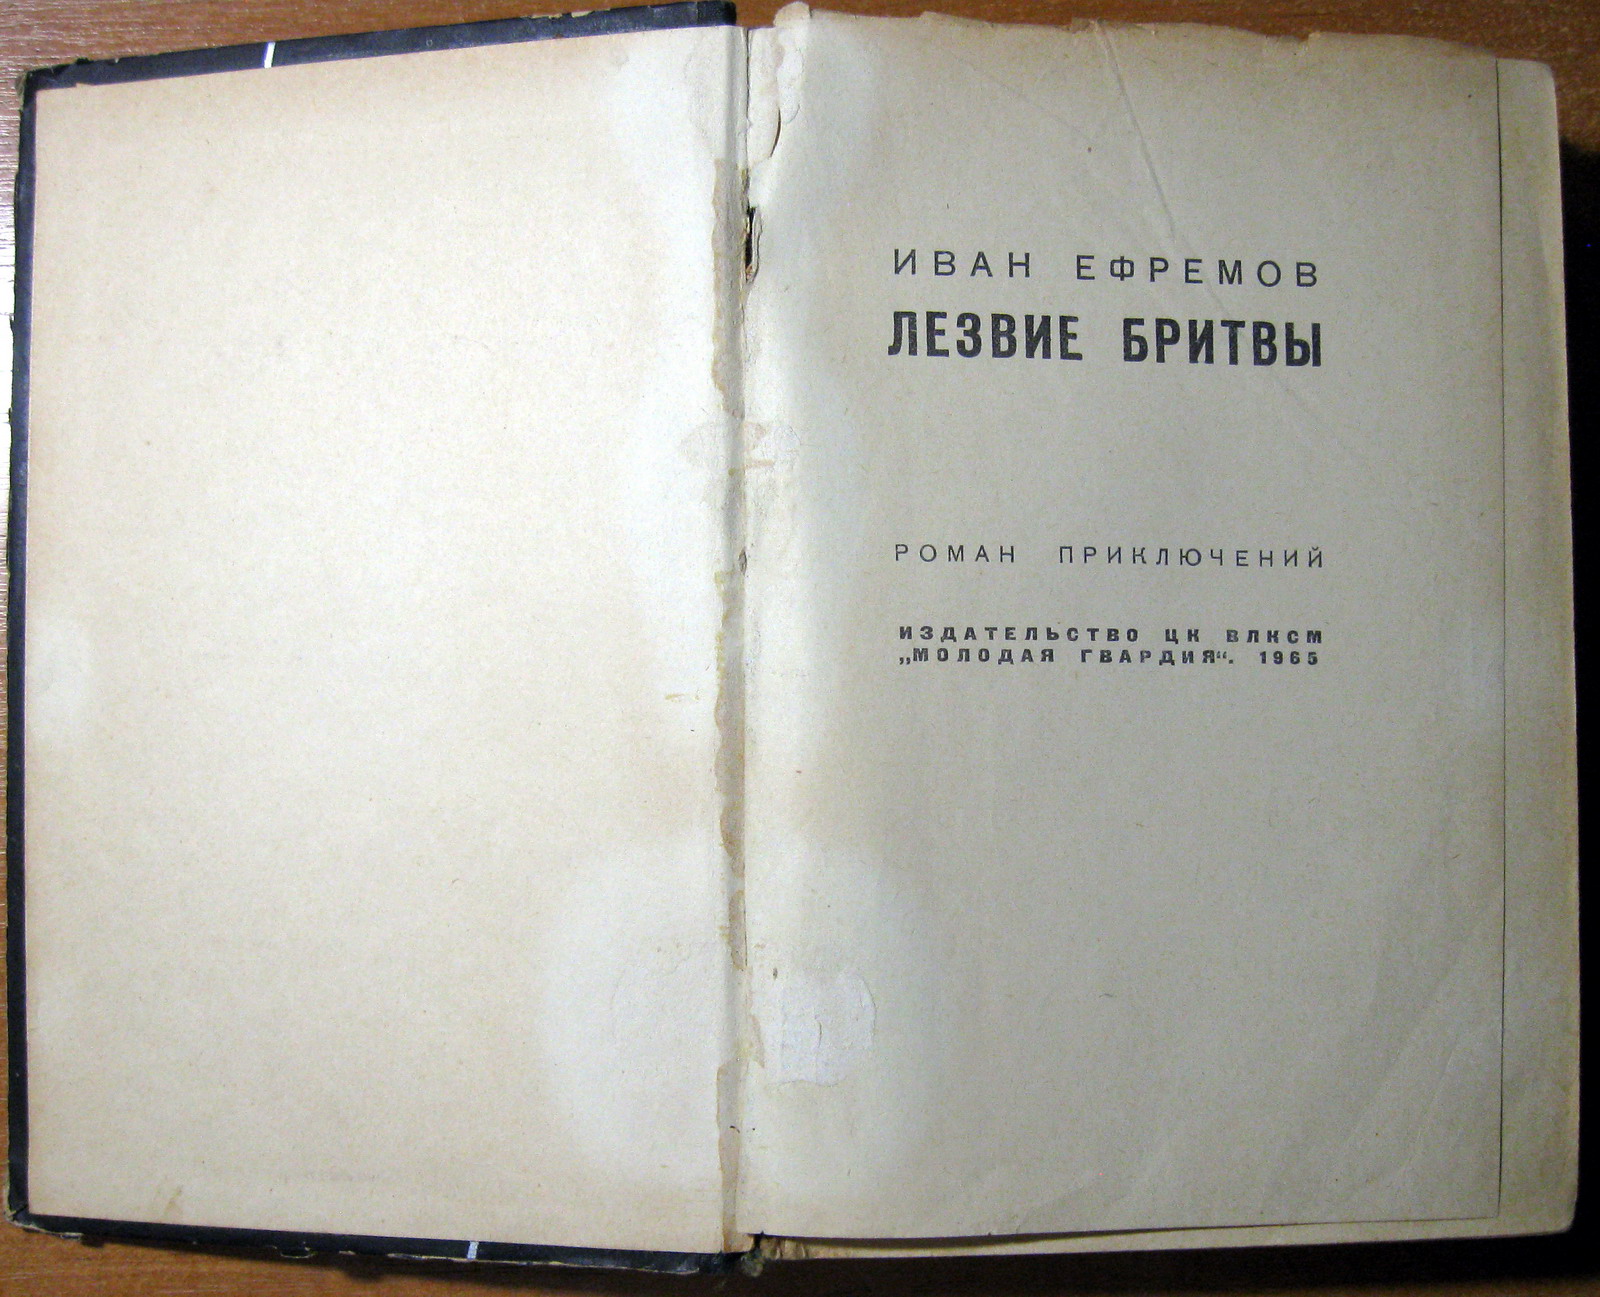 ИВАН ЕФРЕМОВ
ЛЕЗВИЕ БРИТВЫ
РОМАН ПРИКЛЮЧЕНИЙ
ИЗДАТЕЛЬСТВО ЦК ВЛКСМ
„МОЛОДАЯ ГВАРДИЯ“. 1965